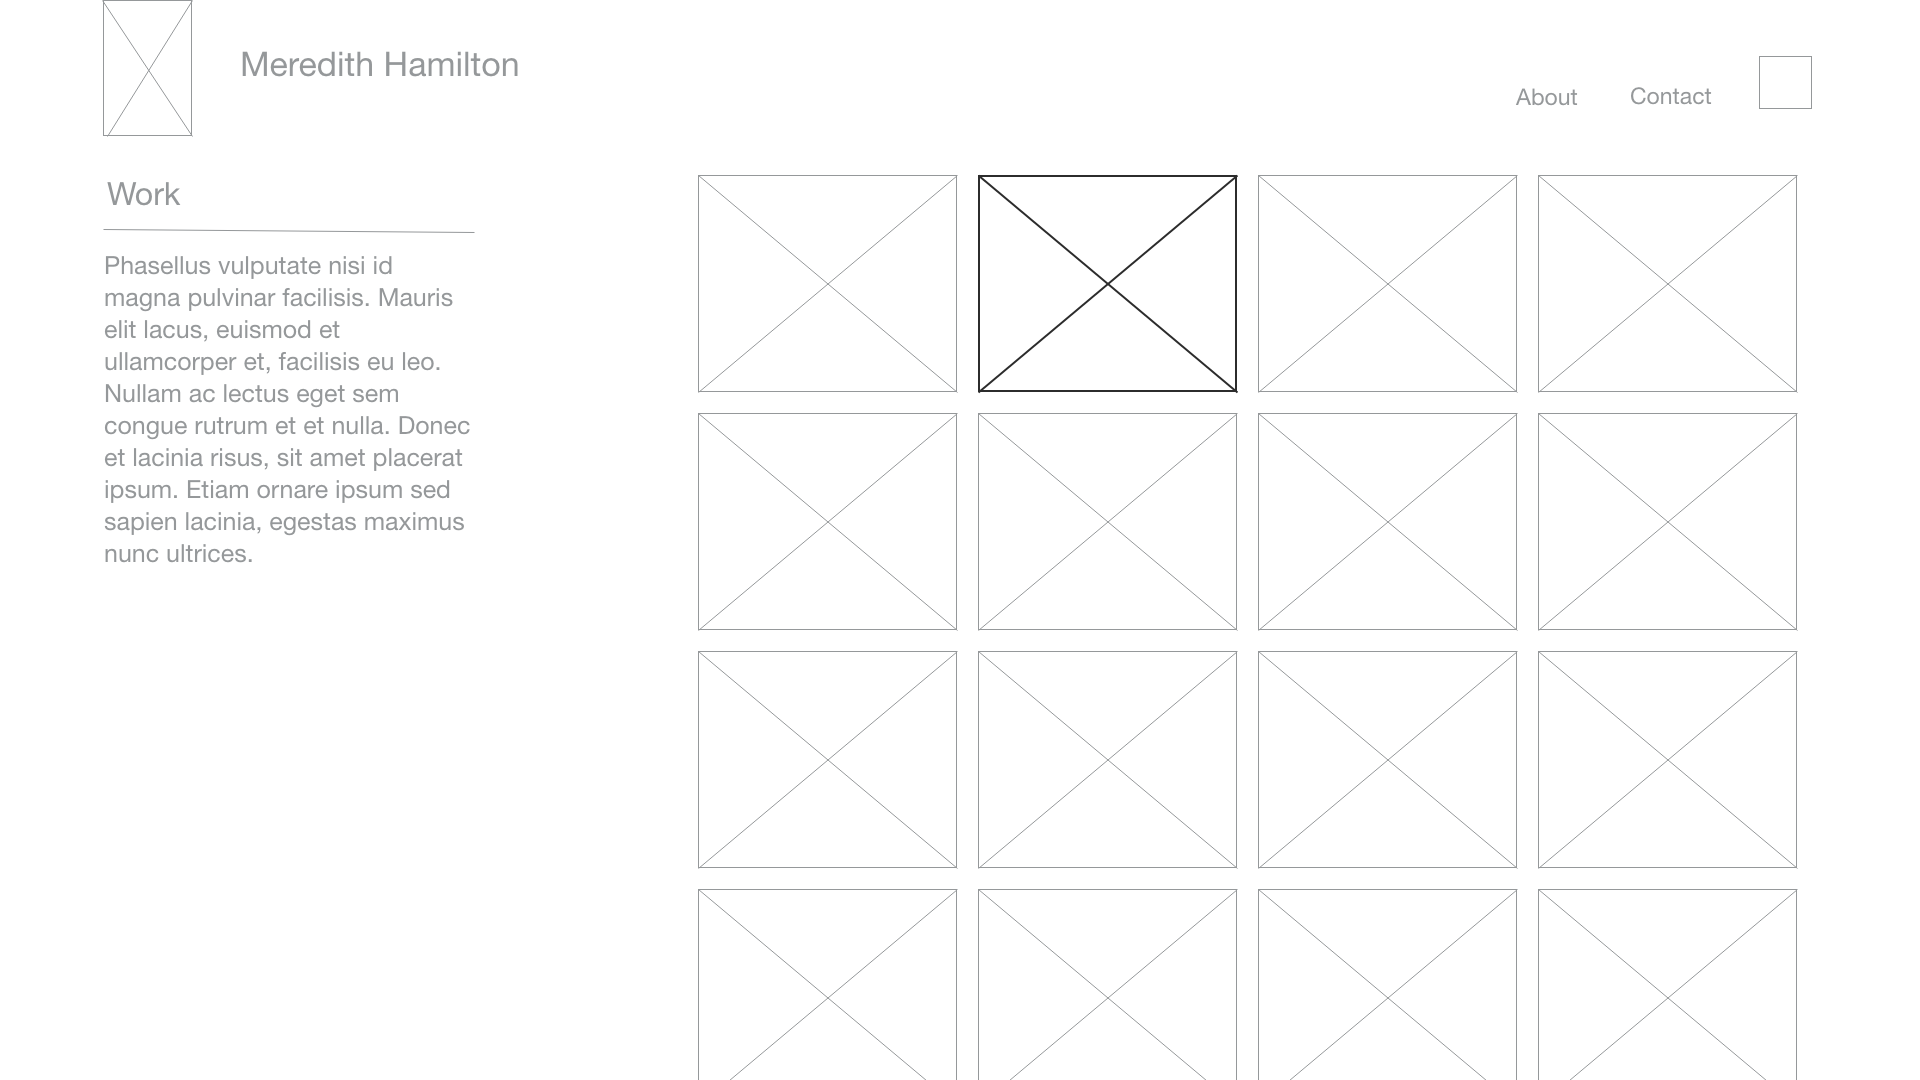 Meredith Hamilton
About
Contact
Work
Phasellus vulputate nisi id
magna pulvinar facilisis. Mauris
elit lacus, euismod et
ullamcorper et, facilisis eu leo.
Nullam ac lectus eget sem
congue rutrum et et nulla. Donec
et lacinia risus, sit amet placerat
ipsum. Etiam ornare ipsum sed
sapien lacinia, egestas maximus
nunc ultrices.